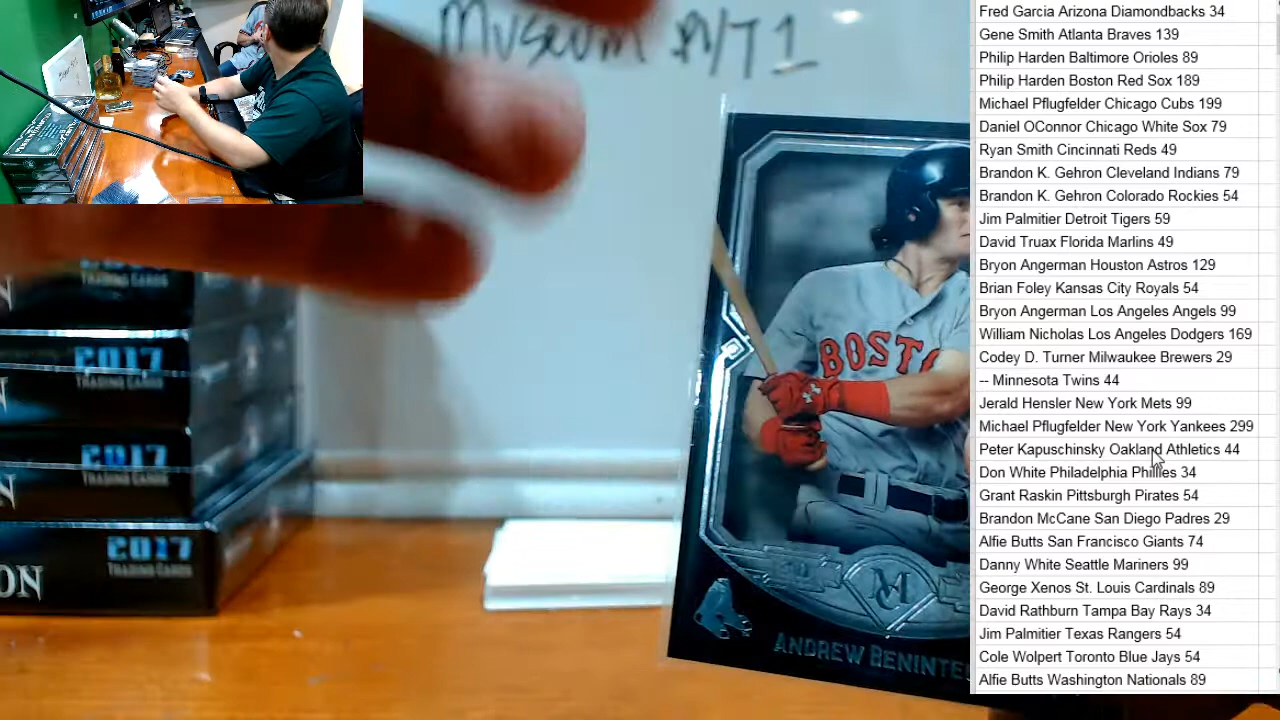 Museum P/T 1
Fred Garcia Arizona Diamondbacks 34
Gene Smith Atlanta Braves 139
Philip Harden Baltimore Orioles 89
Philip Harden Boston Red Sox 189
Michael Pflugfelder Chicago Cubs 199
Daniel OConnor Chicago White Sox 79
Ryan Smith Cincinnati Reds 49
Brandon K. Gehron Cleveland Indians 79
Brandon K. Gehron Colorado Rockies 54
Jim Palmitier Detroit Tigers 59
David Truax Florida Marlins 49
Bryon Angerman Houston Astros 129
Brian Foley Kansas City Royals 54
Bryon Angerman Los Angeles Angels 99
William Nicholas Los Angeles Dodgers 169
Codey D. Turner Milwaukee Brewers 29
-- Minnesota Twins 44
Jerald Hensler New York Mets 99
Michael Pflugfelder New York Yankees 299
Peter Kapuschinsky Oakland Athletics 44
Don White Philadelphia Phillies 34
Grant Raskin Pittsburgh Pirates 54
Brandon McCane San Diego Padres 29
Alfie Butts San Francisco Giants 74
Danny White Seattle Mariners 99
George Xenos St. Louis Cardinals 89
David Rathburn Tampa Bay Rays 34
Jim Palmitier Texas Rangers 54
Cole Wolpert Toronto Blue Jays 54
Alfie Butts Washington Nationals 89
TRADING CARDS
2017
TRADING CARDS
N
2017
TRADING CARDS
N
2017
TRADING CARDS
ON
BOST
MC
ANDREW BENINTE